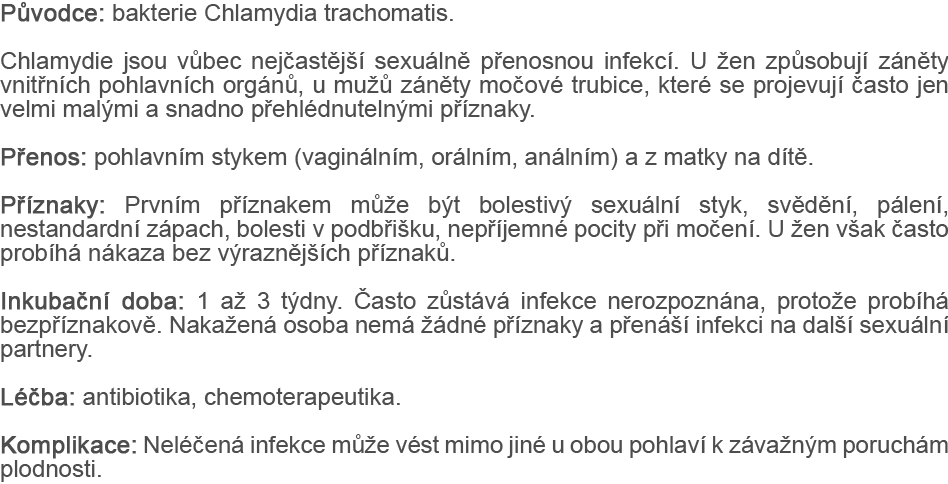 Původce: bakterie Chlamydia trachomatis.
Chlamydie jsou vůbec nejčastější sexuálně přenosnou infekcí. U žen způsobují záněty
vnitřních pohlavních orgánů, u mužů záněty močové trubice, které se projevují často jen
velmi malými a snadno přehlédnutelnými příznaky.
Přenos: pohlavním stykem (vaginálním, orálním, análním) a z matky na dítě.
Příznaky: Prvním příznakem může být bolestivý sexuální styk, svědění, pálení,
nestandardní zápach, bolesti v podbřišku, nepříjemné pocity při močení. U žen však často
probíhá nákaza bez výraznějších příznaků.
Inkubační doba: 1 až 3 týdny. Často zůstává infekce nerozpoznána, protože probíhá
bezpříznakově. Nakažená osoba nemá žádné příznaky a přenáší infekci na další sexuální
partnery.
Léčba: antibiotika, chemoterapeutika.
Komplikace: Neléčená infekce může vést mimo jiné u obou pohlaví k závažným poruchám
plodnosti.